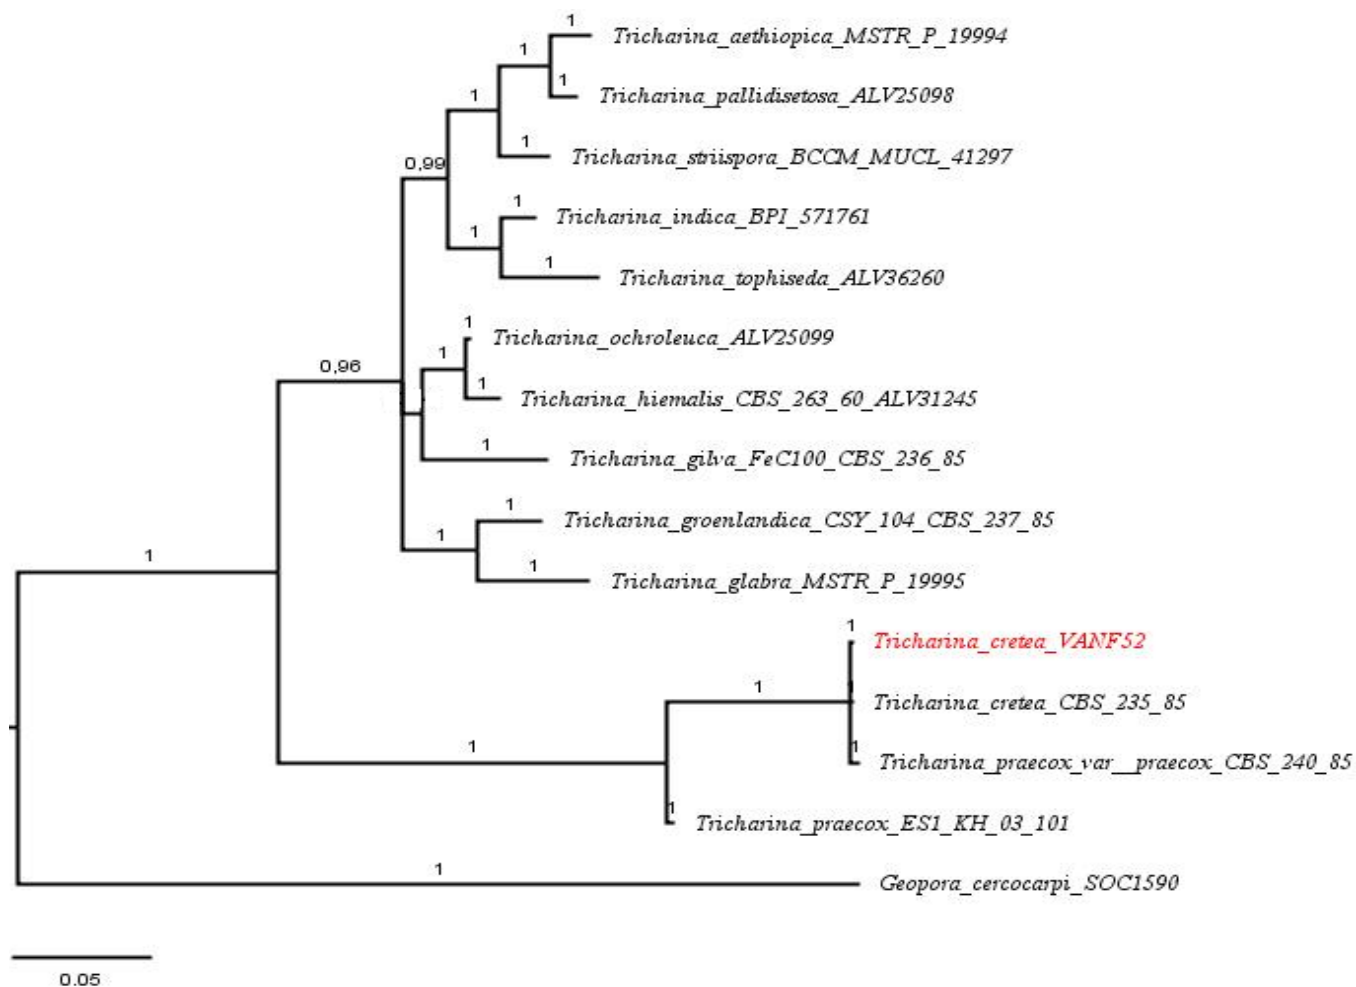 1
Tricharina_aethiopica_MSTR_P_19994
1
1
Tricharina_pallidisetosa_ALV25098
1
1
Tricharina_striispora_BCCM_MUCL_41297
0,99
1
Tricharina_indica_BPI_571761
1
1
Tricharina_tophiseda_ALV36260
1
Tricharina_ochroleuca_ALV25099
1
0,96
1
Tricharina_hiemalis_CBS_263_60_ALV31245
1
Tricharina_gilva_FeC100_CBS_236_85
1
Tricharina_groenlandica_CSY_104_CBS_237_85
1
1
1
Tricharina_glabra_MSTR_P_19995
1
Tricharina_cretea_VANF52
1
1
Tricharina_cretea_CBS_235_85
1
1
Tricharina_praecox_var__praecox_CBS_240_85
1
Tricharina_praecox_ES1_KH_03_101
1
Geopora_cercocarpi_SOC1590
0.05